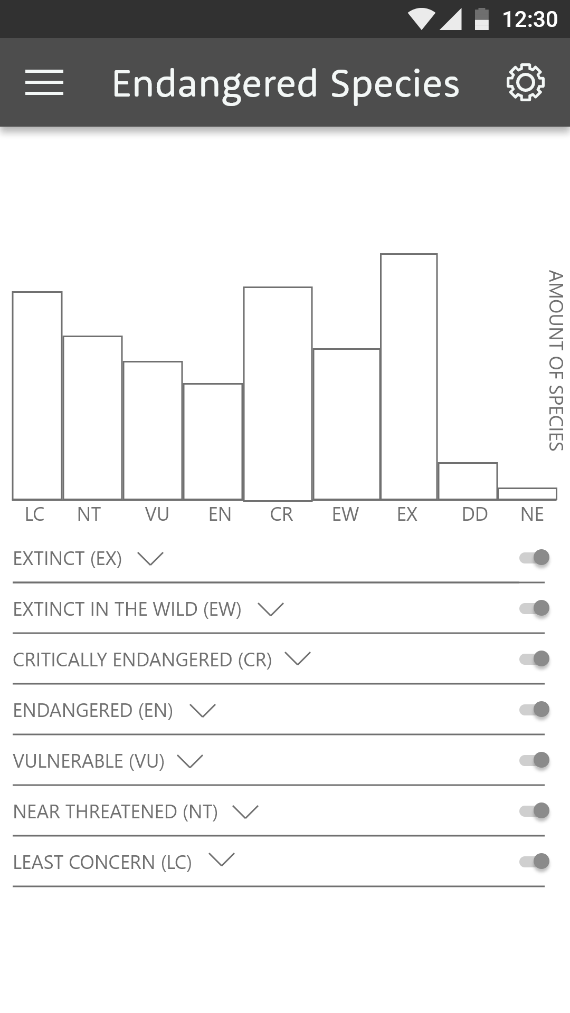 12:30
Endangered Species
AMOUNT OF SPECIES
LC NT VU EN CR EW EX DD NE
EXTINCT (EX)
EXTINCT IN THE WILD (EW)
CRITICALLY ENDANGERED (CR)
ENDANGERED (EN)
VULNERABLE (VU)
NEAR THREATENED (NT)
LEAST CONCERN (LC)